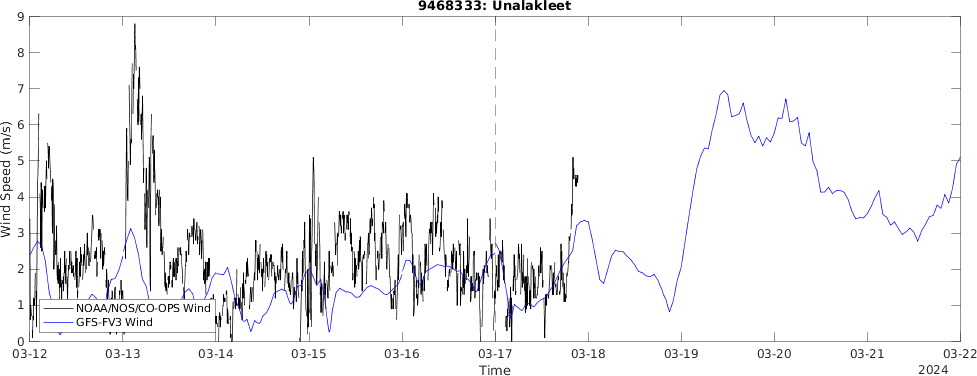 9468333: Unalakleet
9
8
7
6
5
4
3
2
1
0
Wind Speed (m/s)
NOAA/NOS/CO-OPS Wind
GFS-FV3 Wind
03-12 03-13 03-14 03-15 03-16 03-17 03-18 03-19 03-20 03-21 03-22
Time
2024